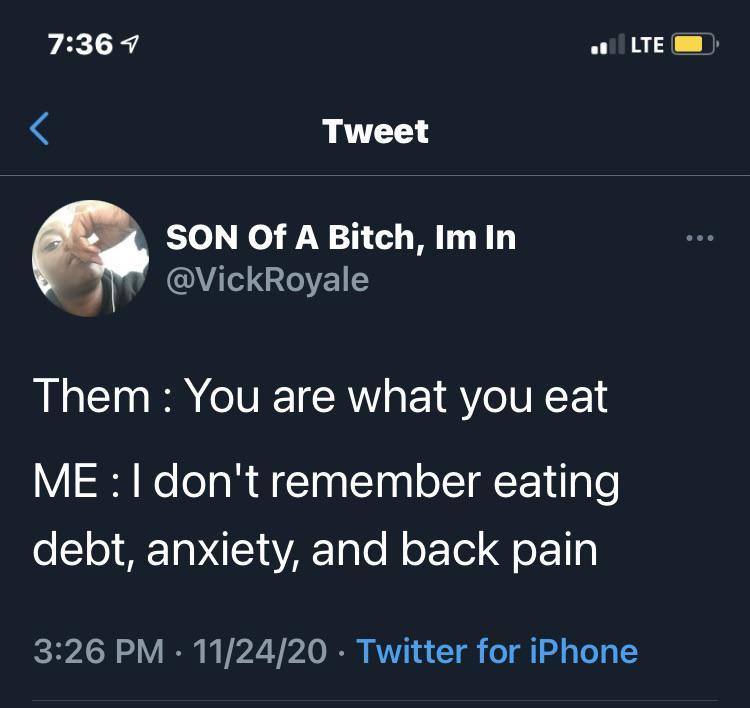 7:36 LTE
Tweet
SON Of A Bitch, Im In
@VickRoyale
Them : You are what you eat
ME : I don't remember eating
debt, anxiety, and back pain
3:26 PM · 11/24/20 · Twitter for iPhone